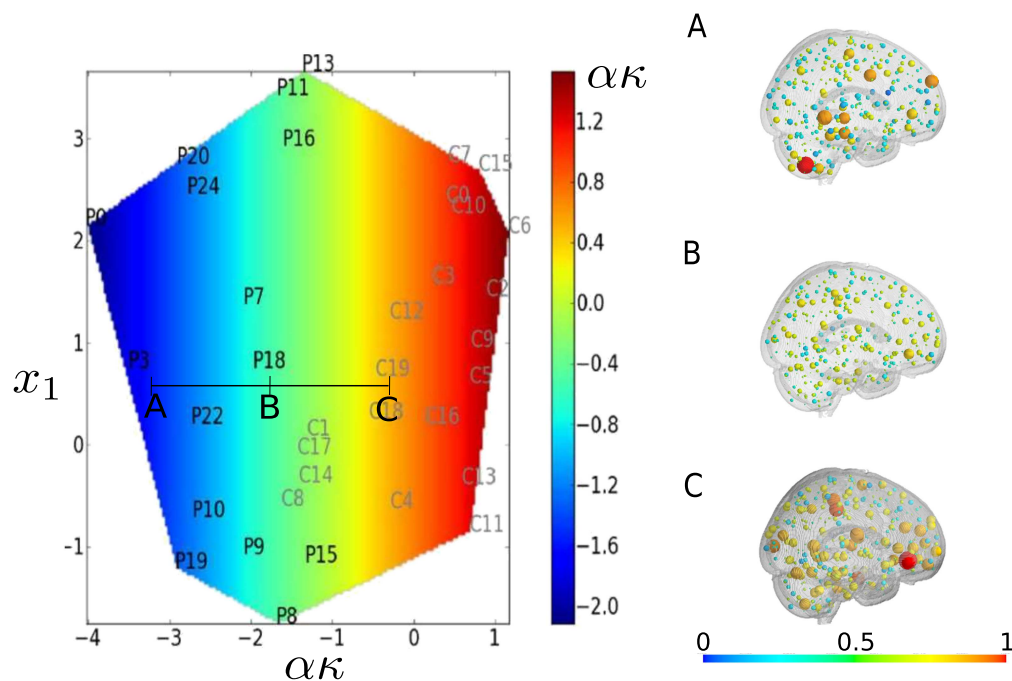 A
P13
ακ
P11
1.2
3
P16
C7
P20
C15
0.8
P24
C0
C10
P0
C6
0.4
2
B
C3
C2
P7
0.0
C12
1
C9
-0.4
P3
P18
C19
x1
C5
A
B
C
C18
-0.8
P22
C16
C1
0
C17
C14
C13
C
-1.2
C8
C4
P10
C11
-1
P9
P15
-1.6
P19
-2.0
P8
−4
−3
−2
−1
0
1
0
0.5
1
ακ